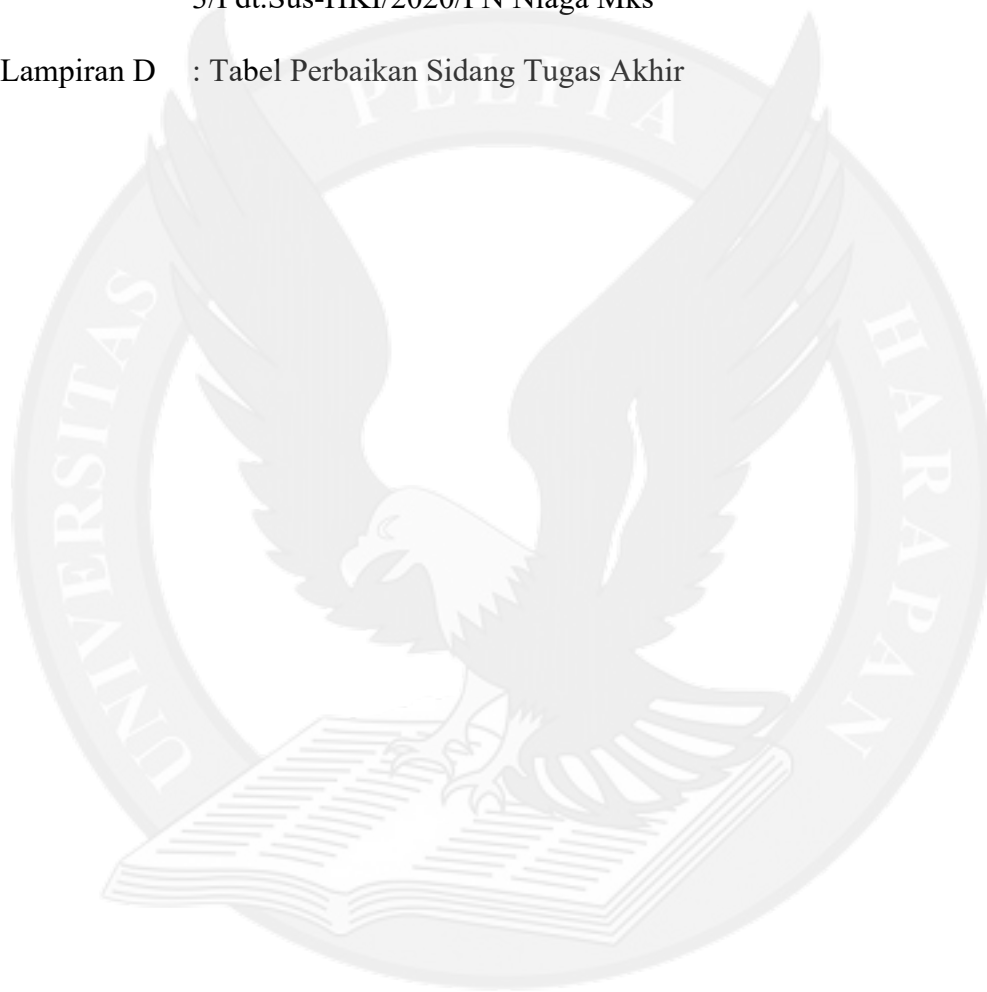 3/Pdt.Sus-HKI/2020/PN Niaga Mks
Lampiran D : Tabel Perbaikan Sidang Tugas Akhir
UNIVERSITAS PELITA HARAPAN